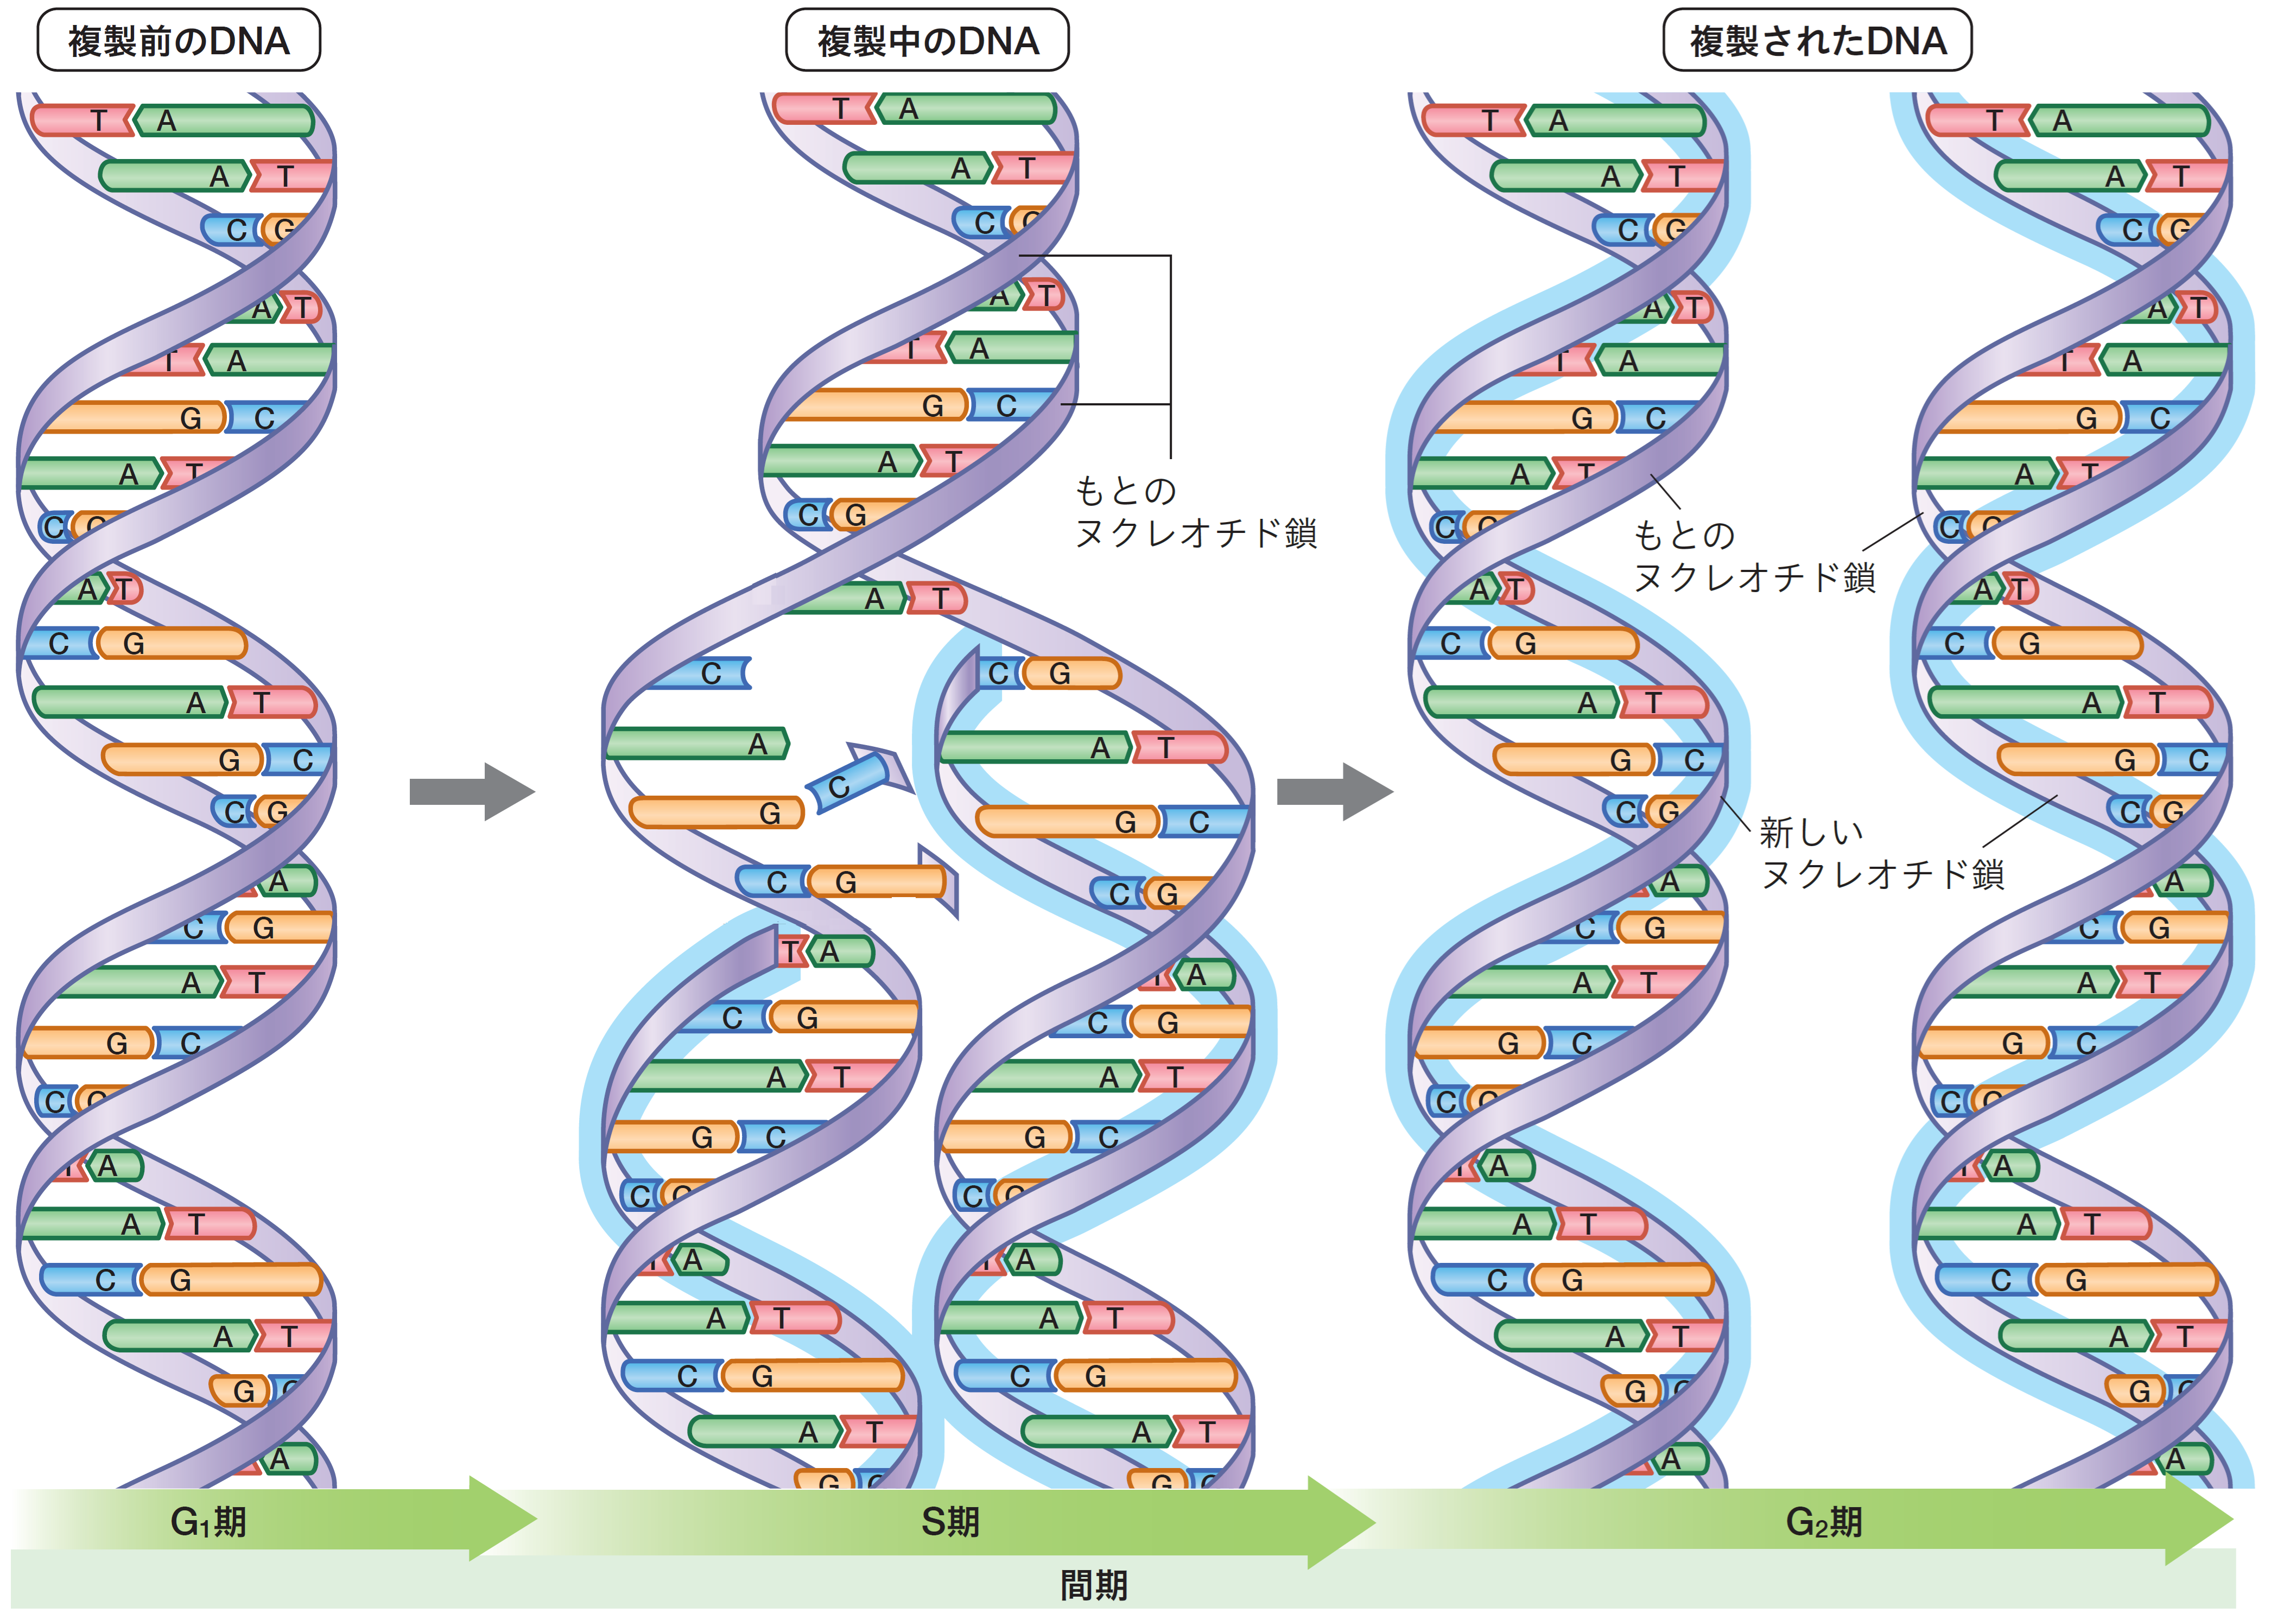 複製前のDNA
複製中のDNA
複製されたDNA
T A
A T
C G
A T
T A
G C
A T
C G
A T
C G
A T
G C
C G
A
C G
A T
G C
C G
T A
A T
C G
A T
G C
A
T A
A T
C G
A T
T A
G C
A T
C G
A T
もとの
ヌクレオチド鎖
C
A
G
C
C G
T A
C G
A T
G C
C G
T A
A T
C G
A T
G C
C G
A T
G C
C G
T A
C G
A T
G C
C G
T A
A T
C G
A T
G C
T A
A T
C G
A T
T A
G C
A T
C G
A T
C G
A T
G C
C G
A
C G
A T
G C
C G
T A
A T
C G
A T
G C
A
もとの
ヌクレオチド鎖
新しい
ヌクレオチド鎖
T A
A T
C G
A T
T A
G C
A T
C G
A T
C G
A T
G C
C G
A
C G
A T
G C
C G
T A
A T
C G
A T
G C
A
G1期
S期
G2期
間期